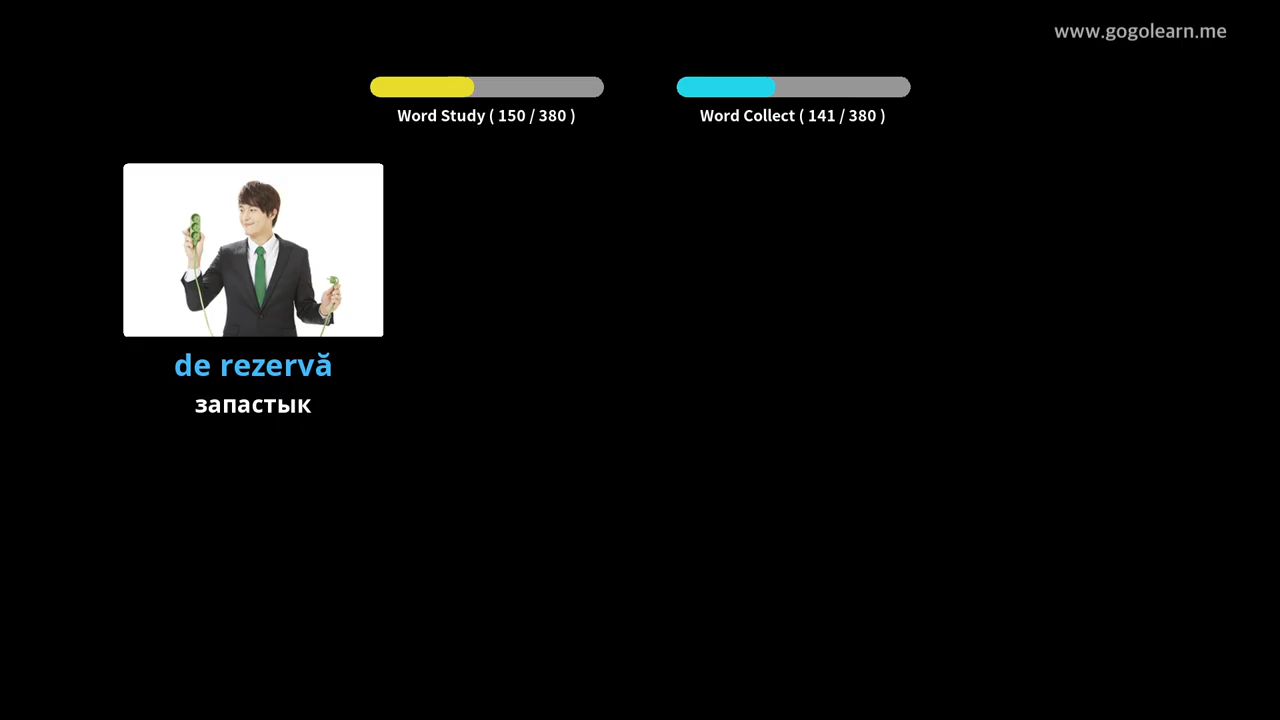 www.gogolearn.me
Word Study ( 150 / 380 )
Word Collect ( 141 / 380 )
de rezervă
запастык